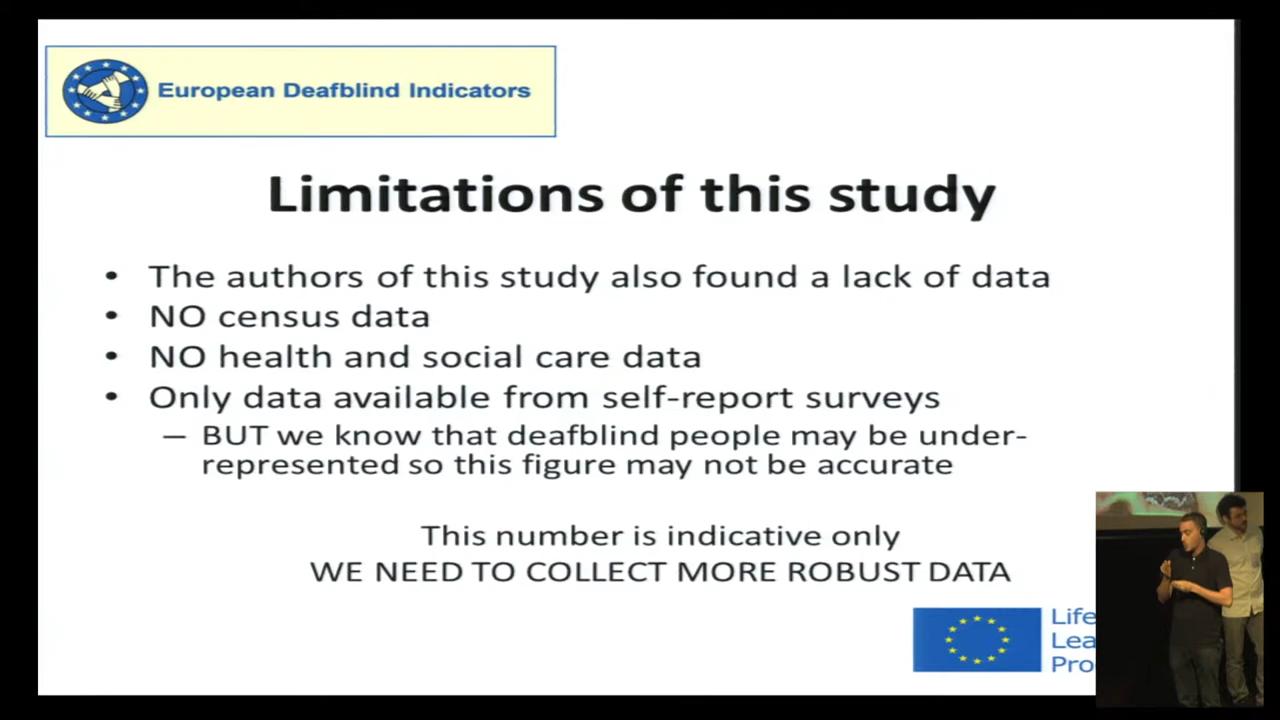 European Deafblind Indicators
Limitations of this study
• The authors of this study also found a lack of data
• NO census data
• NO health and social care data
• Only data available from self-report surveys
– BUT we know that deafblind people may be under-
represented so this figure may not be accurate
This number is indicative only
WE NEED TO COLLECT MORE ROBUST DATA